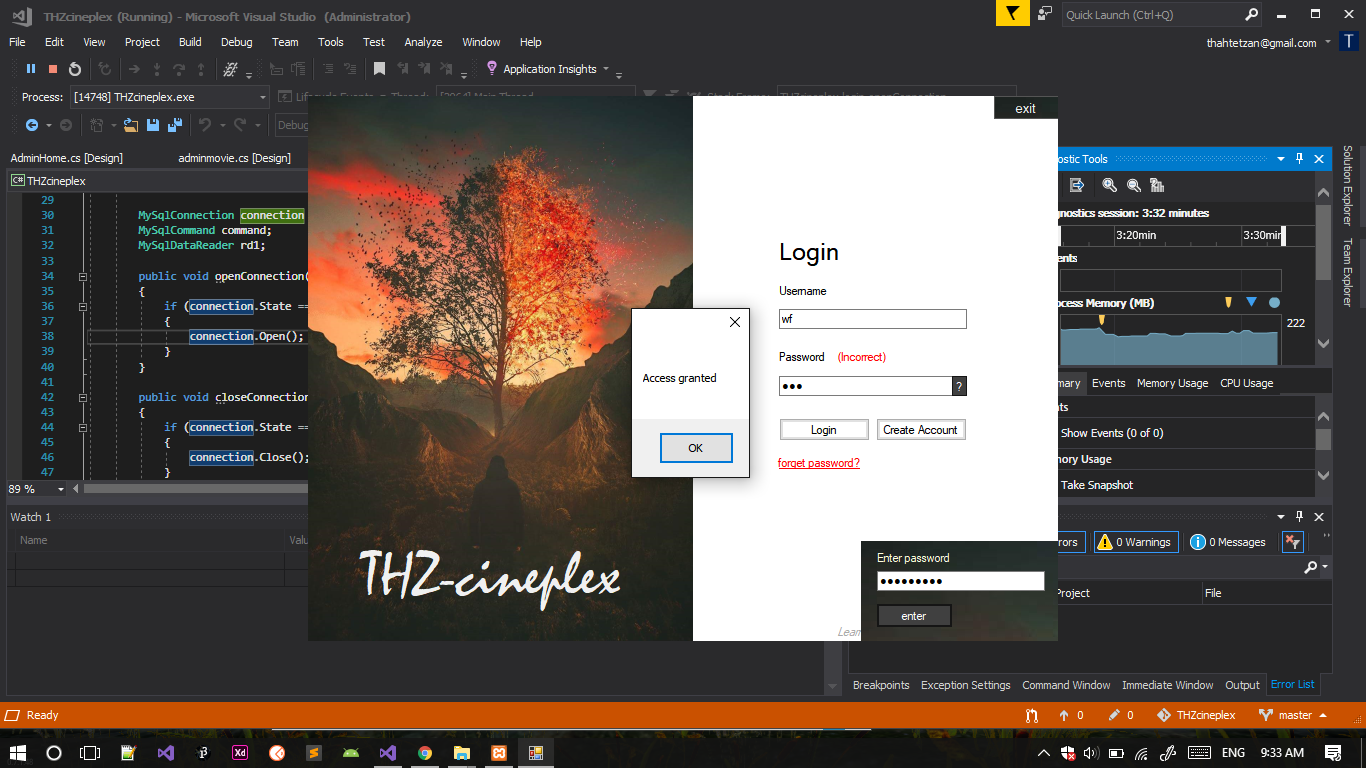 THZcineplex (Running) - Microsoft Visual Studio (Administrator)
Quick Launch (Ctrl+Q)
File Edit View Project Build Debug Team Tools Test Analyze Window Help
thahtetzan@gmail.com T
Application Insights
Process: [14748] THZcineplex.exe
Lifecycle Events Thread: Main Thread Stack Frame: THZcineplex.login.openConnection
Debug
AdminHome.cs [Design] adminmovie.cs [Design]
C# THZcineplex
29
30 MySqlConnection connection
31 MySqlCommand command;
32 MySqlDataReader rd1;
33
34 public void openConnection(
35 {
36 if (connection.State ==
37 {
38 connection.Open();
39 }
40 }
41
42 public void closeConnection
43 {
44 if (connection.State ==
45 {
46 connection.Close();
47 }
89 %
Watch 1
Name Valu
exit
Login
Username
wf
Password (Incorrect)
●●●
?
Login Create Account
forget password?
Access granted
OK
THZ-cineplex
Enter password
●●●●●●●●●
enter
Learn
ostic Tools
gnostics session: 3:32 minutes
3:20min 3:30min
ents
ocess Memory (MB)
222
mary Events Memory Usage CPU Usage
nts
Show Events (0 of 0)
mory Usage
Take Snapshot
Solution Explorer
Team Explorer
rors 0 Warnings 0 Messages
Project File
Breakpoints Exception Settings Command Window Immediate Window Output Error List
Ready
0 0 THZcineplex master
Xd
ENG 9:33 AM